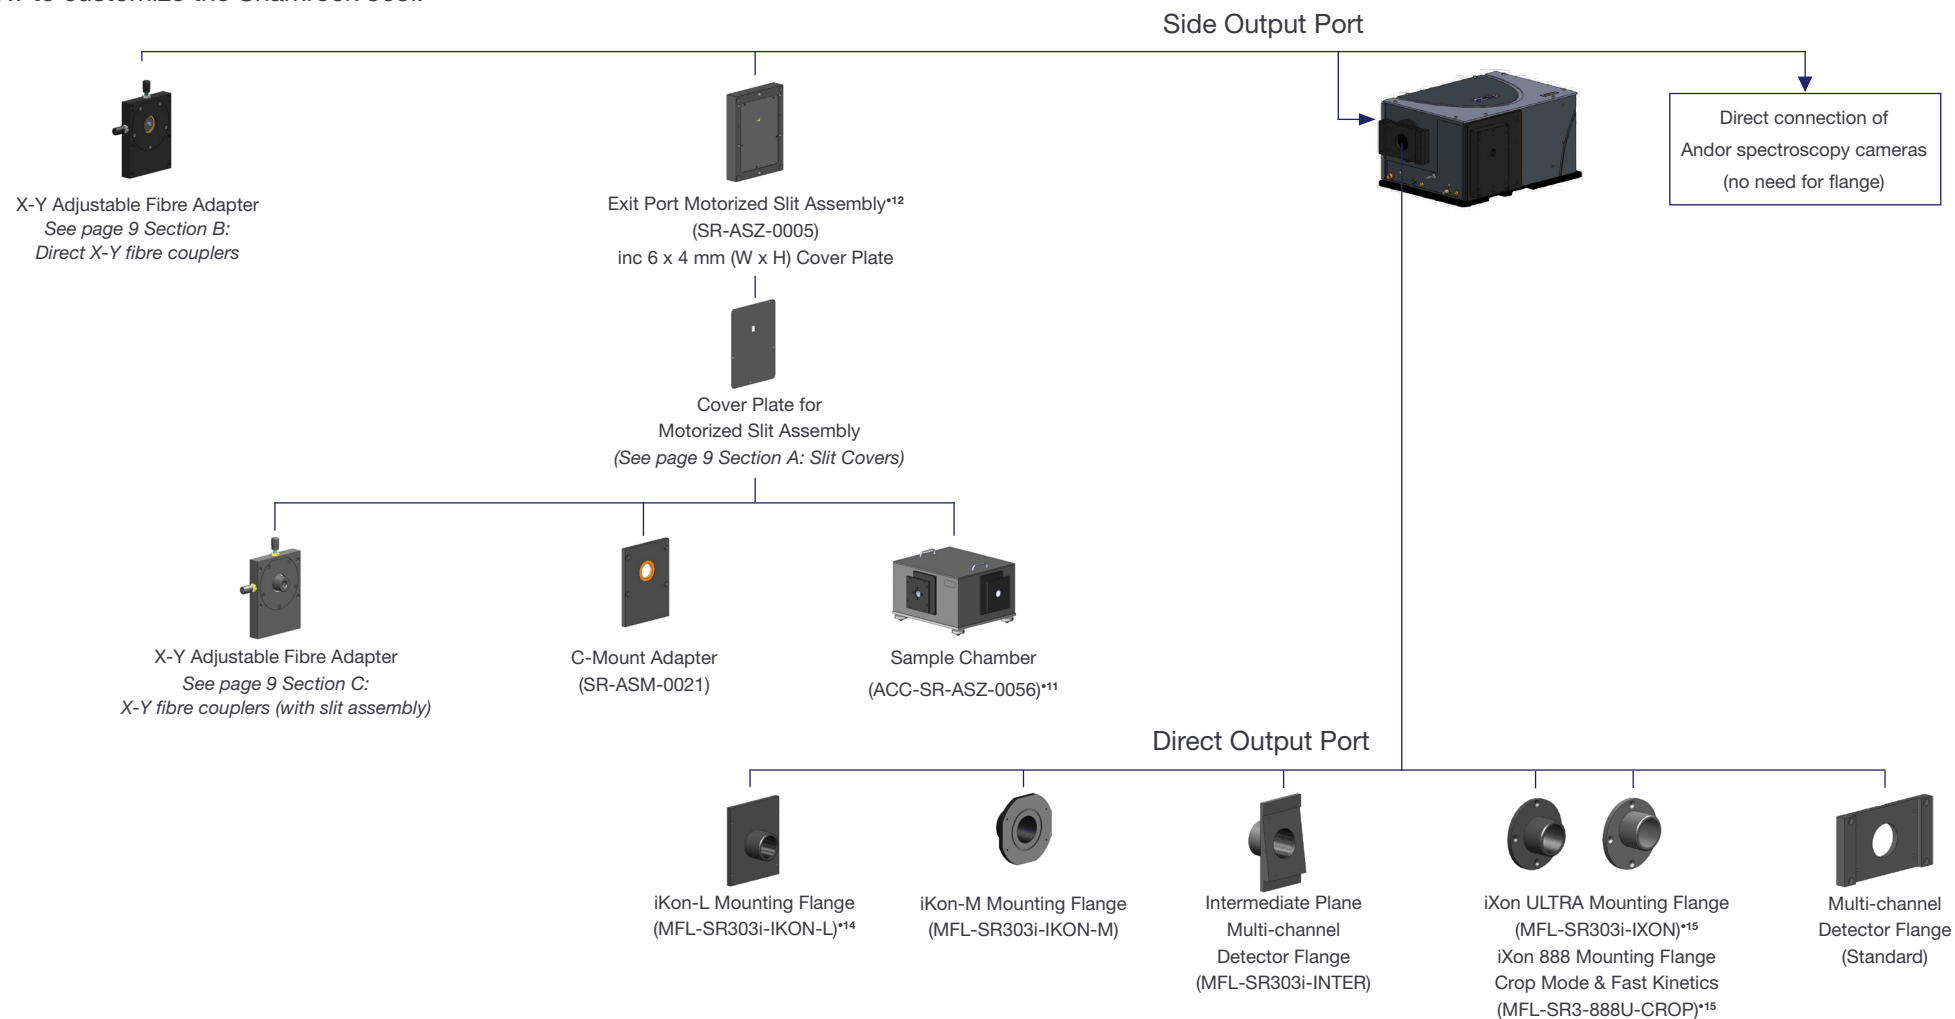 to customize the Shamrock
Side Output Port
X-Y Adjustable Fibre Adapter
See page 9 Section B:
Direct X-Y fibre couplers
Exit Port Motorized Slit Assembly•12
(SR-ASZ-0005)
inc 6 x 4 mm (W x H) Cover Plate
Direct connection of
Andor spectroscopy cameras
(no need for flange)
Cover Plate for
Motorized Slit Assembly
(See page 9 Section A: Slit Covers)
X-Y Adjustable Fibre Adapter
See page 9 Section C:
X-Y fibre couplers (with slit assembly)
C-Mount Adapter
(SR-ASM-0021)
Sample Chamber
(ACC-SR-ASZ-0056)•11
Direct Output Port
iKon-L Mounting Flange
(MFL-SR303i-IKON-L)•14
iKon-M Mounting Flange
(MFL-SR303i-IKON-M)
Intermediate Plane
Multi-channel
Detector Flange
(MFL-SR303i-INTER)
iXon ULTRA Mounting Flange
(MFL-SR303i-IXON)•15
iXon 888 Mounting Flange
Crop Mode & Fast Kinetics
(MFL-SR3-888U-CROP)•15
Multi-channel
Detector Flange
(Standard)